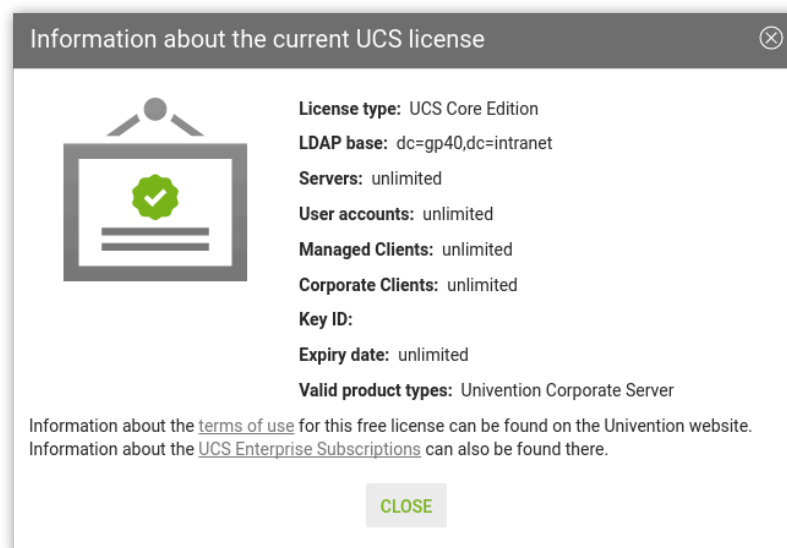 Information about the current UCS license
License type: UCS Core Edition
LDAP base: dc=gp40,dc=intranet
Servers: unlimited
User accounts: unlimited
Managed Clients: unlimited
Corporate Clients: unlimited
Key ID:
Expiry date: unlimited
Valid product types: Univention Corporate Server
Information about the terms of use for this free license can be found on the Univention website.
Information about the UCS Enterprise Subscriptions can also be found there.
CLOSE